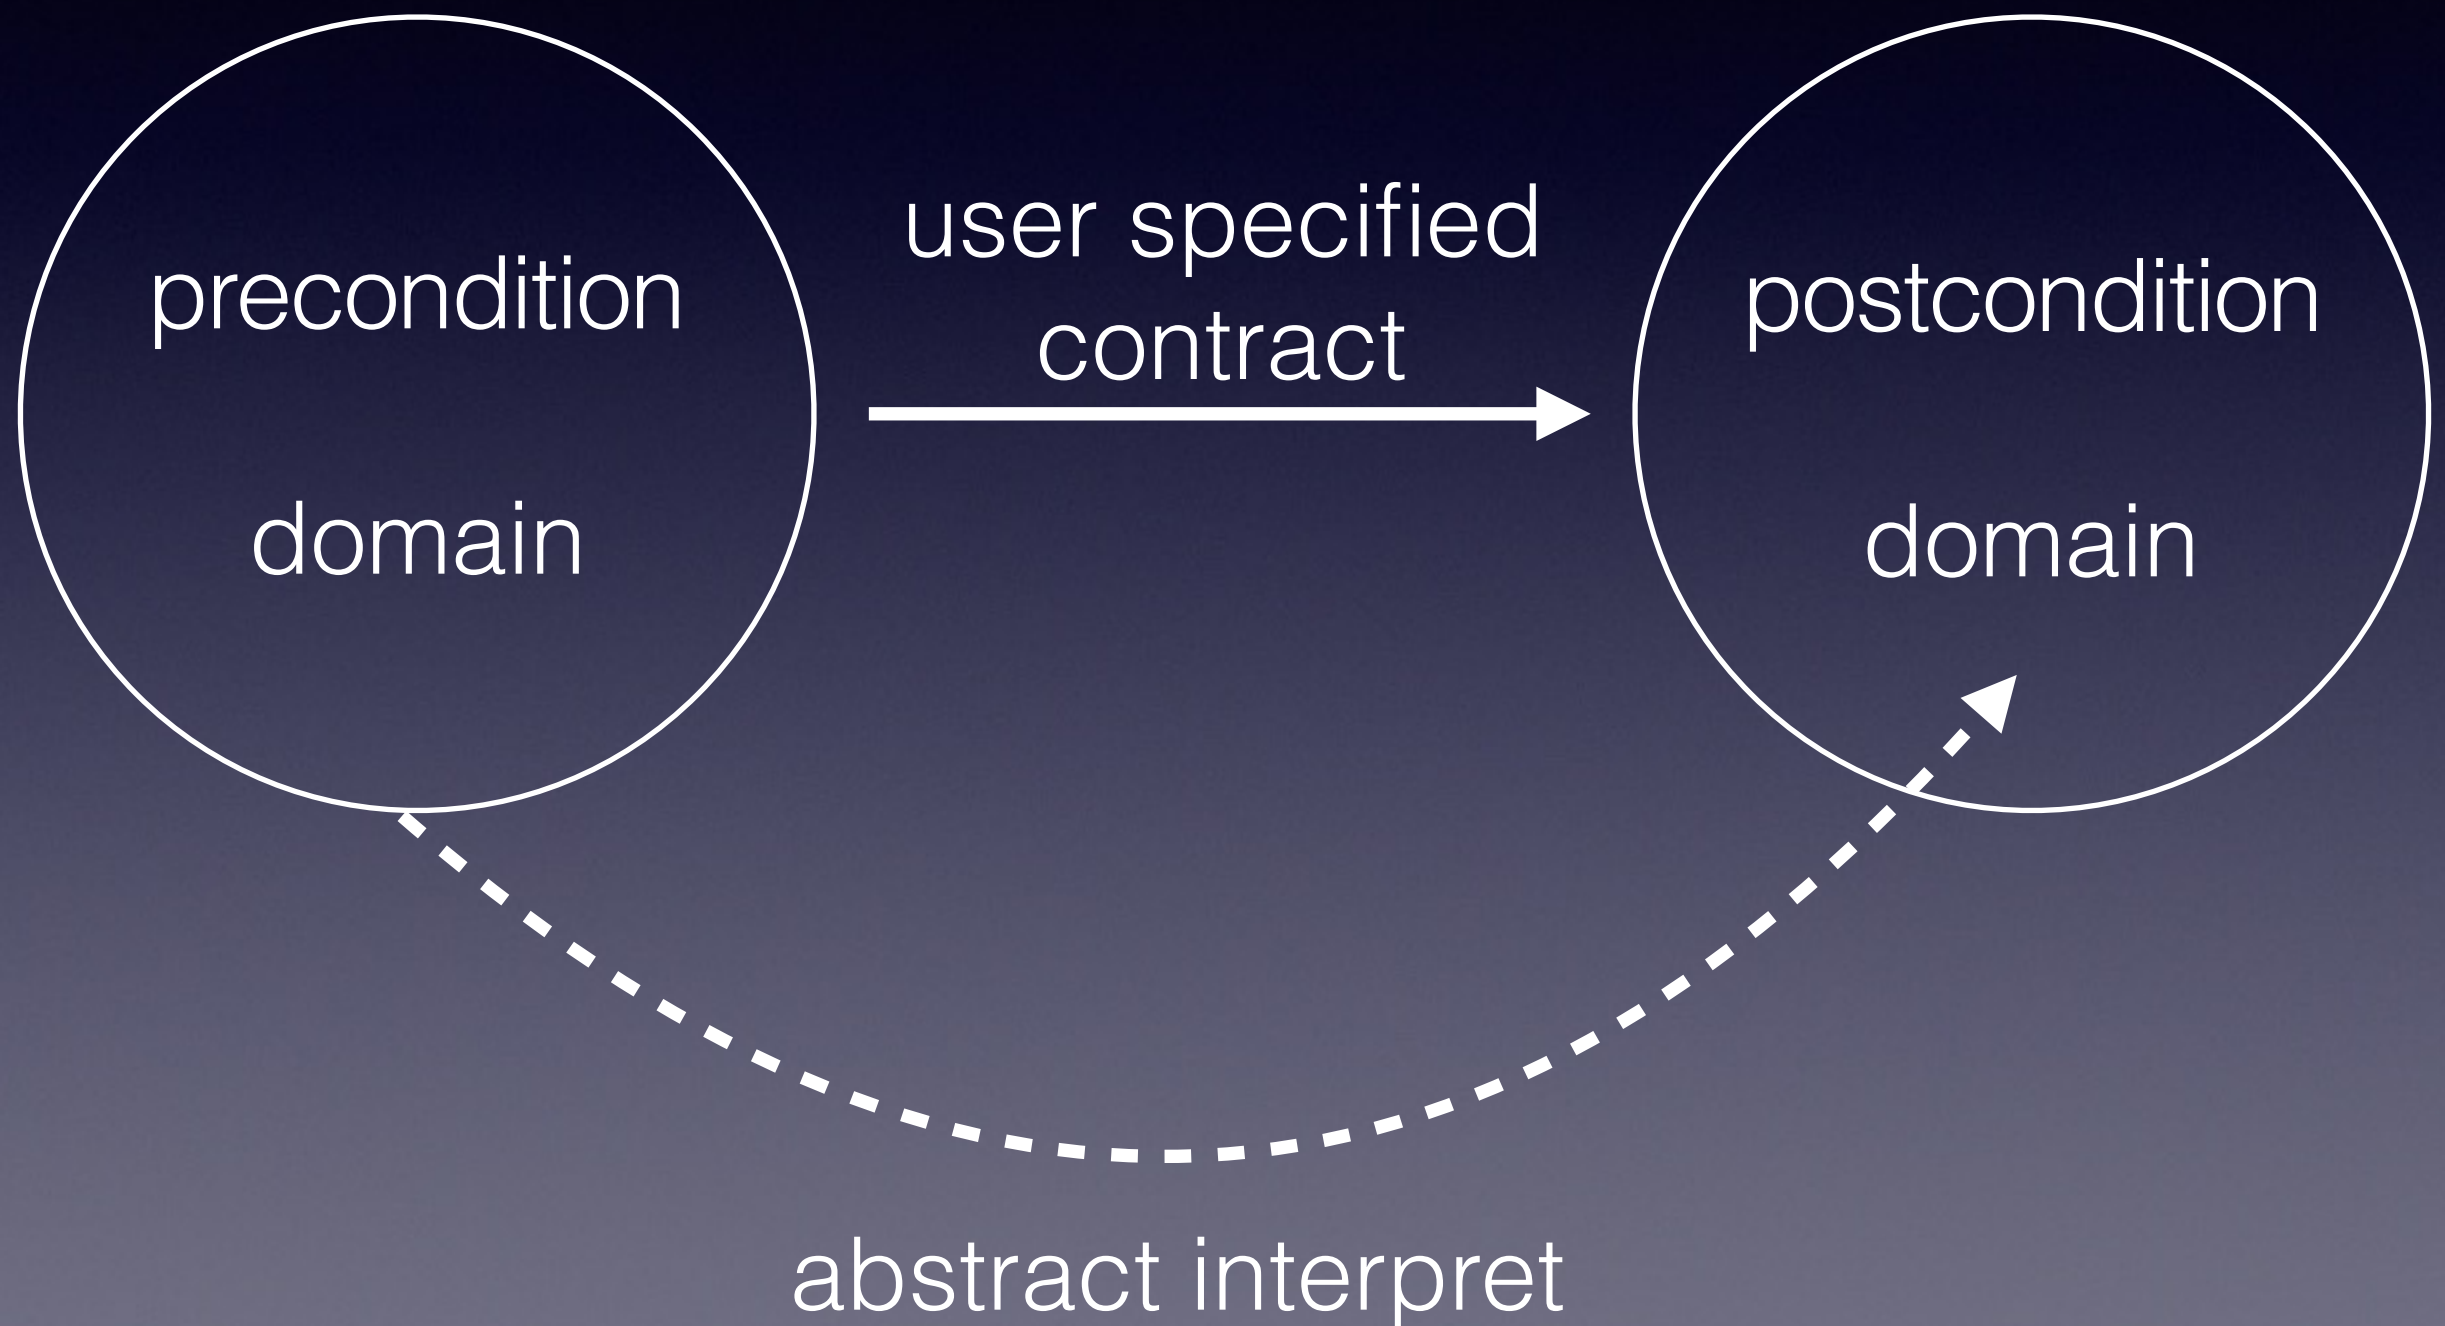 precondition
domain
user specified
contract
postcondition
domain
abstract interpret